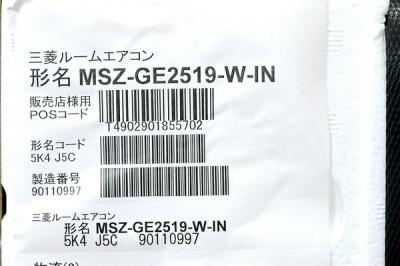 三菱ルームエアコン
形名 MSZ-GE2519-W-IN
販売店様用
POSコード
T4902901855702
形名コード
5K4 J5C
製造番号
90110997
三菱ルームエアコン
形名 MSZ-GE2519-W-IN
5K4 J5C 90110997